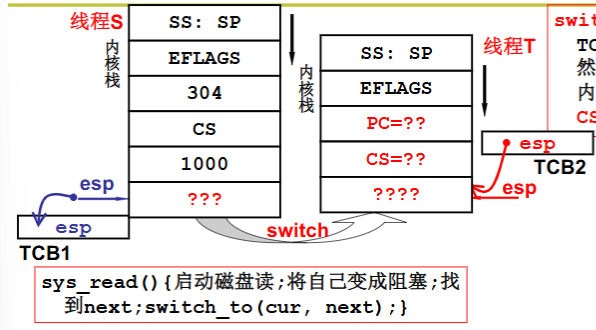 线程S
内核栈
SS: SP
EFLAGS
304
CS
1000
???
esp
esp
TCB1
内核栈
SS: SP
EFLAGS
PC=??
CS=??
????
线程T
esp
TCB2
esp
switch
swit
TC
然
内
CS
sys_read(){启动磁盘读;将自己变成阻塞;找
到next;switch_to(cur, next);}